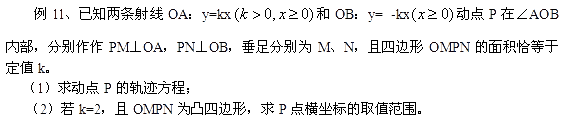 例 11、已知两条射线 OA：y=kx (k > 0, x ≥ 0) 和 OB：y= -kx(x ≥ 0) 动点 P 在∠AOB
内部，分别作作 PM⊥OA，PN⊥OB，垂足分别为 M、N，且四边形 OMPN 的面积恰等于
定值 k。
（1）求动点 P 的轨迹方程；
（2）若 k=2，且 OMPN 为凸四边形，求 P 点横坐标的取值范围。